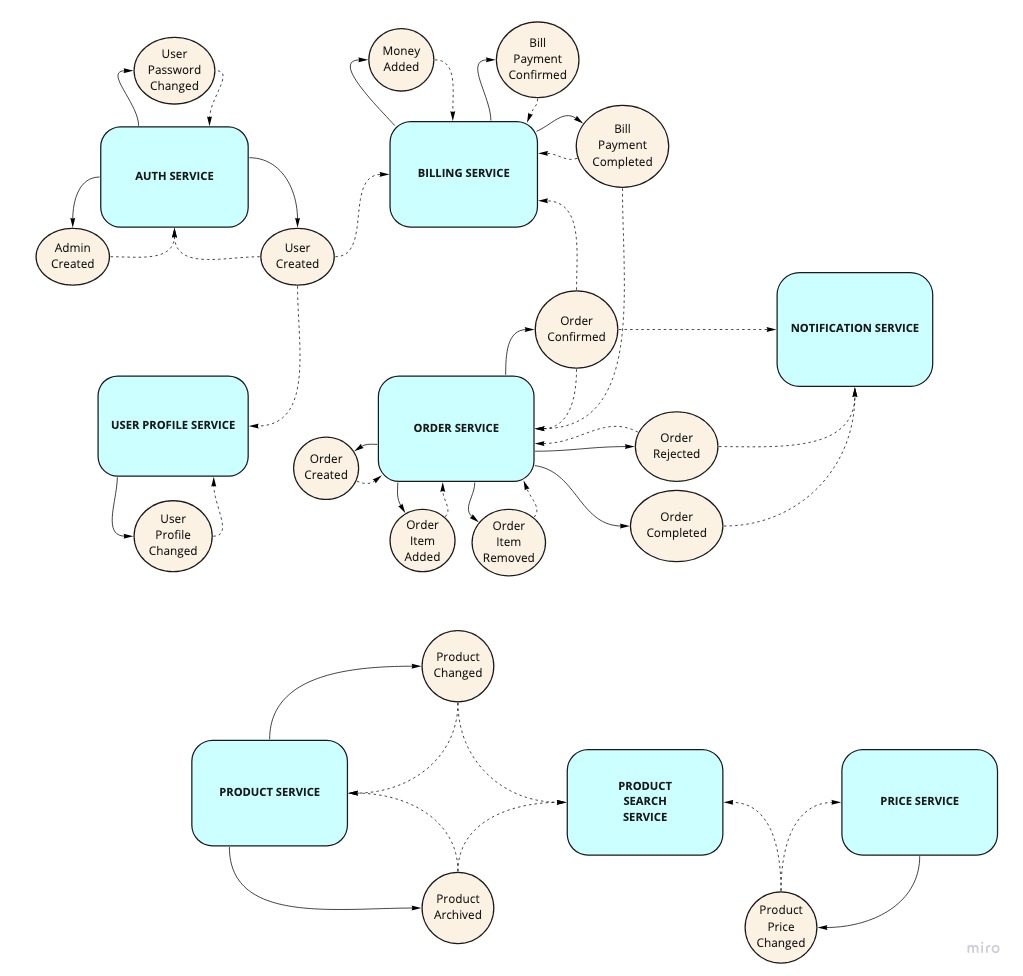 User
Password
Changed
Money
Added
Bill
Payment
Confirmed
Bill
Payment
Completed
AUTH SERVICE
BILLING SERVICE
Admin
Created
User
Created
Order
Confirmed
NOTIFICATION SERVICE
USER PROFILE SERVICE
ORDER SERVICE
Order
Created
Order
Rejected
User
Profile
Changed
Order
Item
Added
Order
Item
Removed
Order
Completed
Product
Changed
PRODUCT SERVICE
PRODUCT
SEARCH
SERVICE
PRICE SERVICE
Product
Archived
Product
Price
Changed
miro